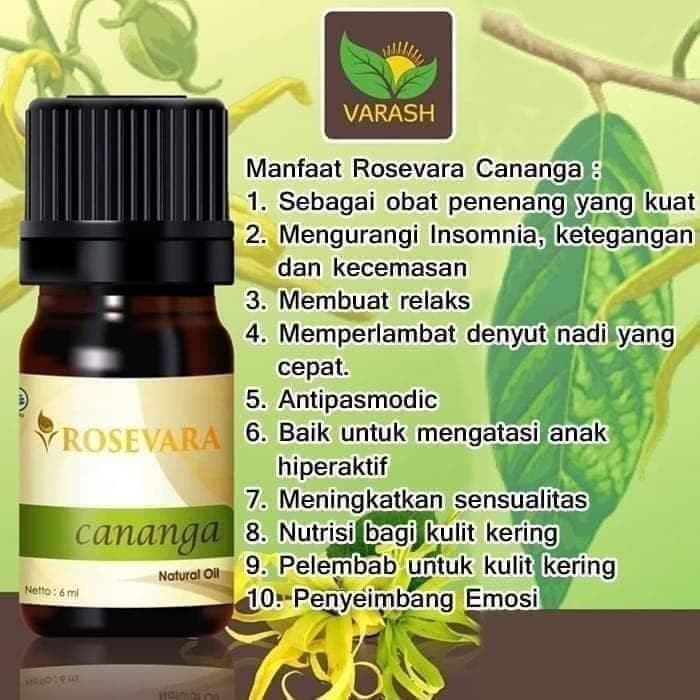 VARASH
Manfaat Rosevara Cananga :
1. Sebagai obat penenang yang kuat
2. Mengurangi Insomnia, ketegangan
dan kecemasan
3. Membuat relaks
4. Memperlambat denyut nadi yang
cepat.
5. Antipasmodic
6. Baik untuk mengatasi anak
hiperaktif
7. Meningkatkan sensualitas
8. Nutrisi bagi kulit kering
9. Pelembab untuk kulit kering
10. Penyeimbang Emosi
ROSEVARA
cananga
Natural Oil
Netto : 6 ml